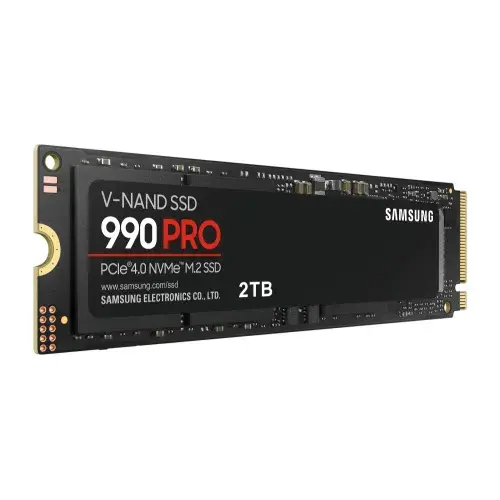 V-NAND SSD
990 PRO
PCIe®4.0 NVMe™ M.2 SSD
www.samsung.com/ssd
SAMSUNG ELECTRONICS CO., LTD.
2TB
SAMSUNG